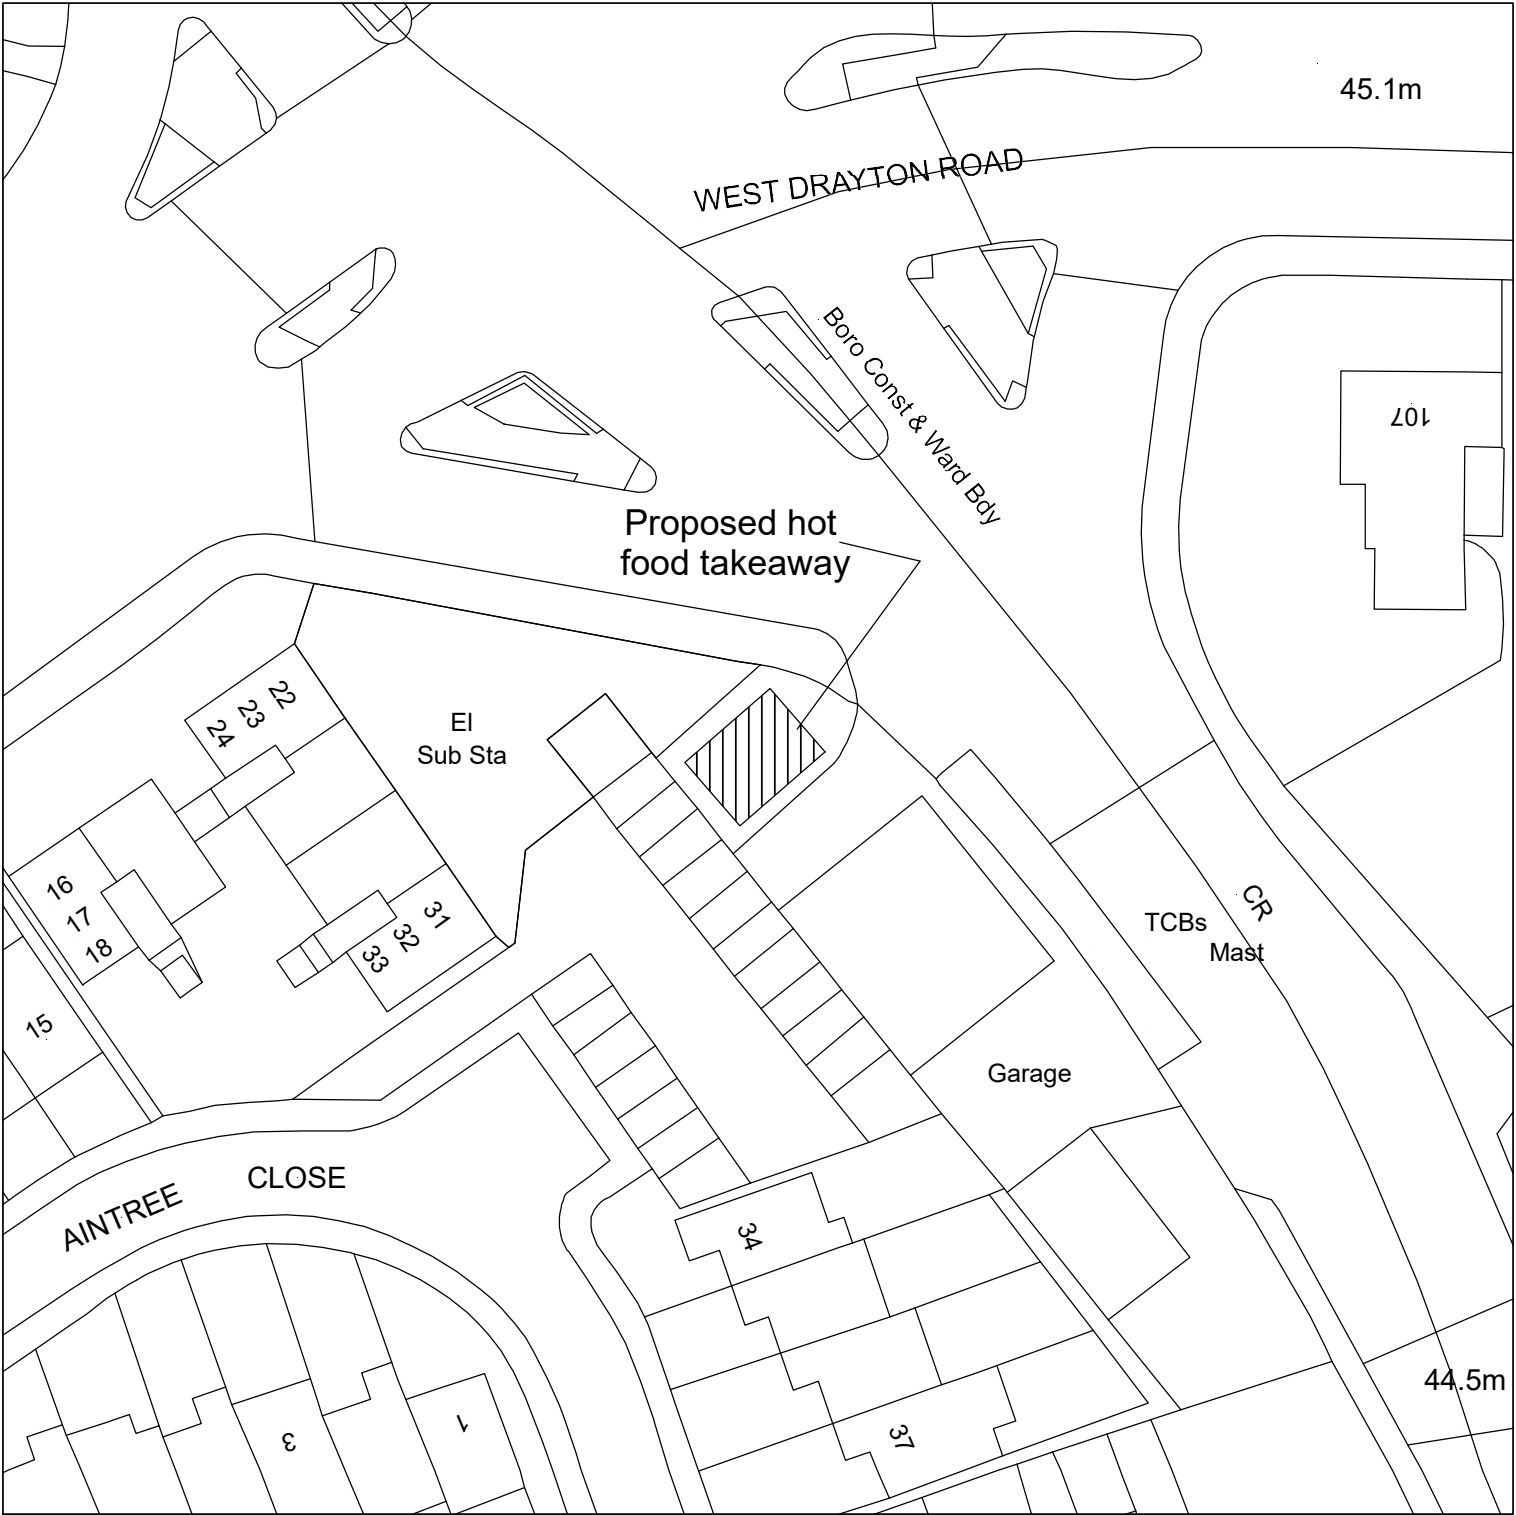 45.1m
WEST DRAYTON ROAD
Boro Const & Ward Bdy
107
Proposed hot
food takeaway
22
23
24
El
Sub Sta
16
17
18
31
32
33
CR
TCBs
Mast
15
Garage
AINTREE CLOSE
34
44.5m
37
3
1